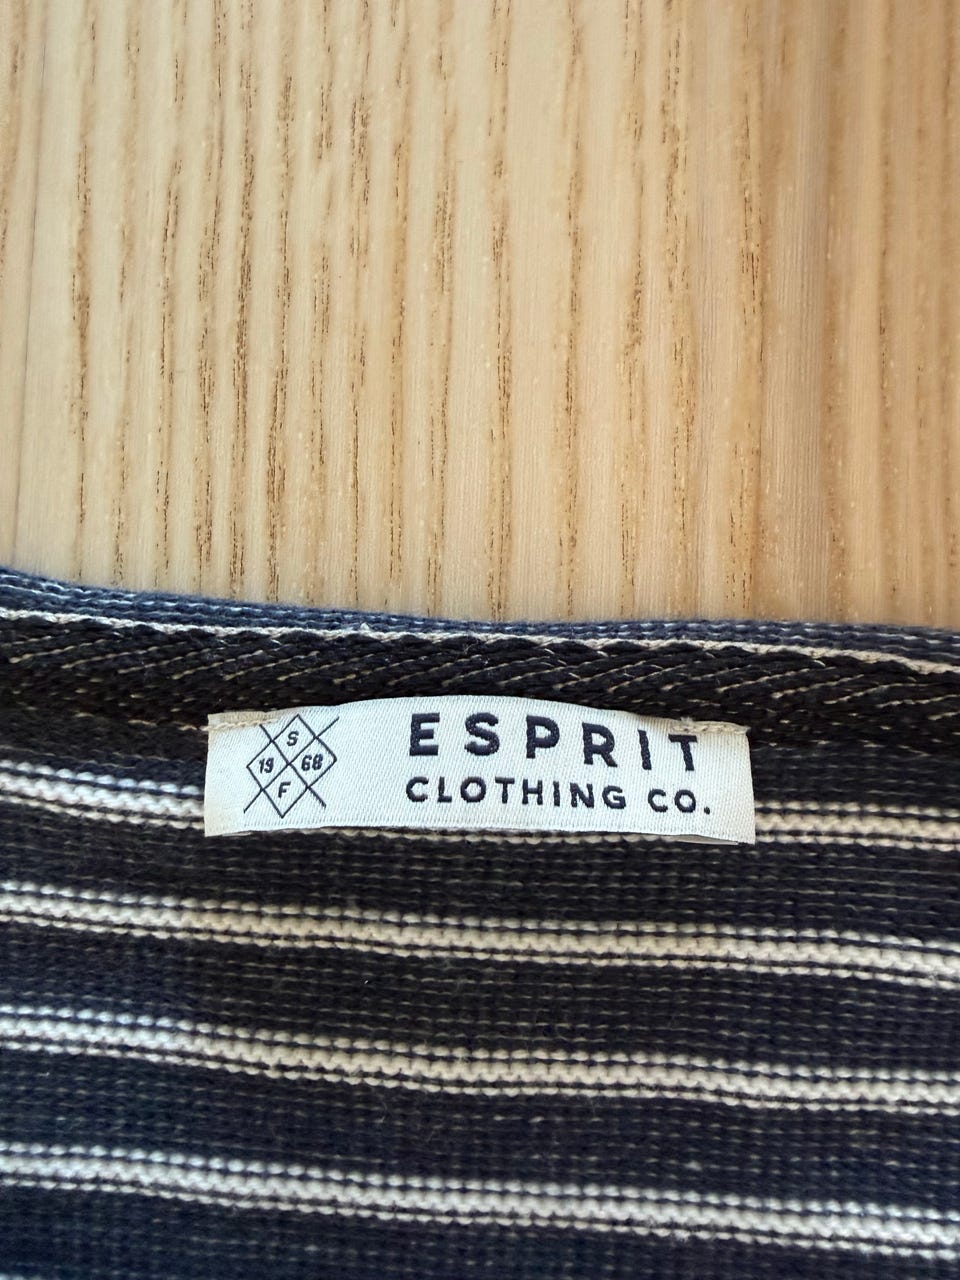 S
19 68
F
ESPRIT
CLOTHING CO.